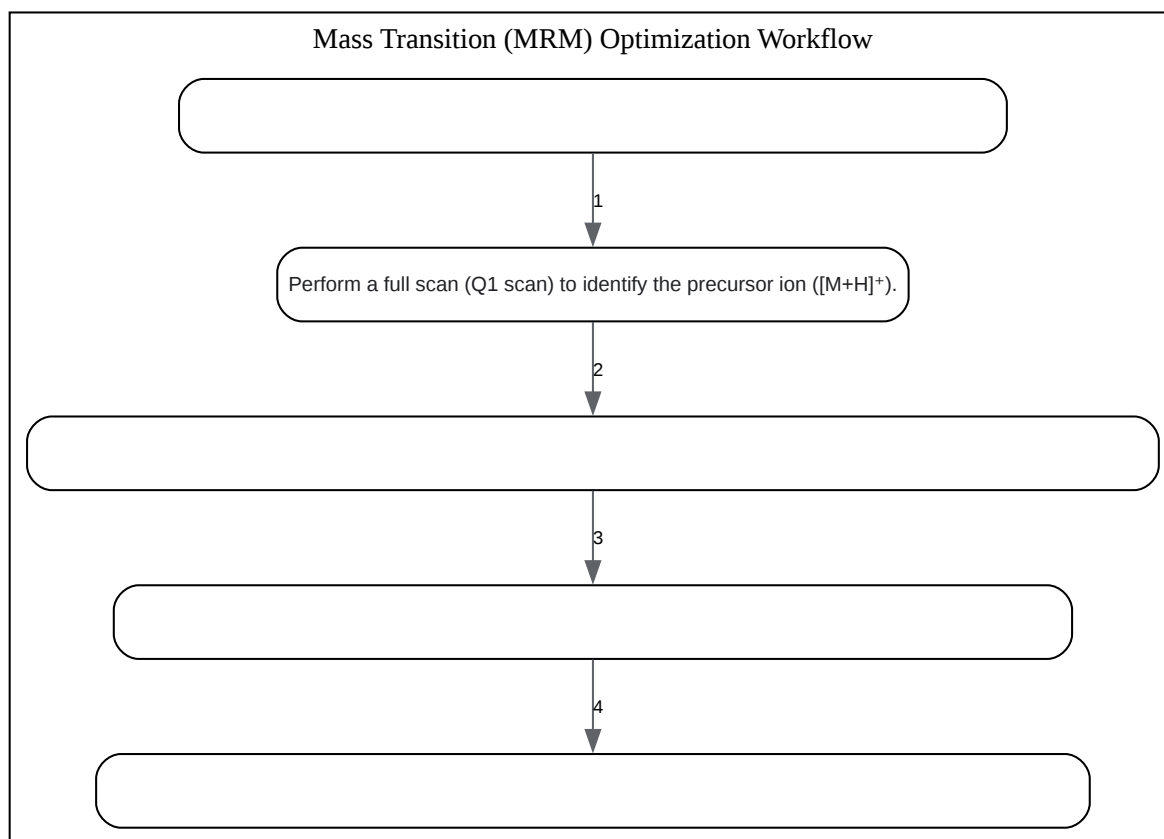 Mass Transition (MRM) Optimization Workflow
1
Perform a full scan (Q1 scan) to identify the precursor ion ([M+H]⁺).
2
3
4